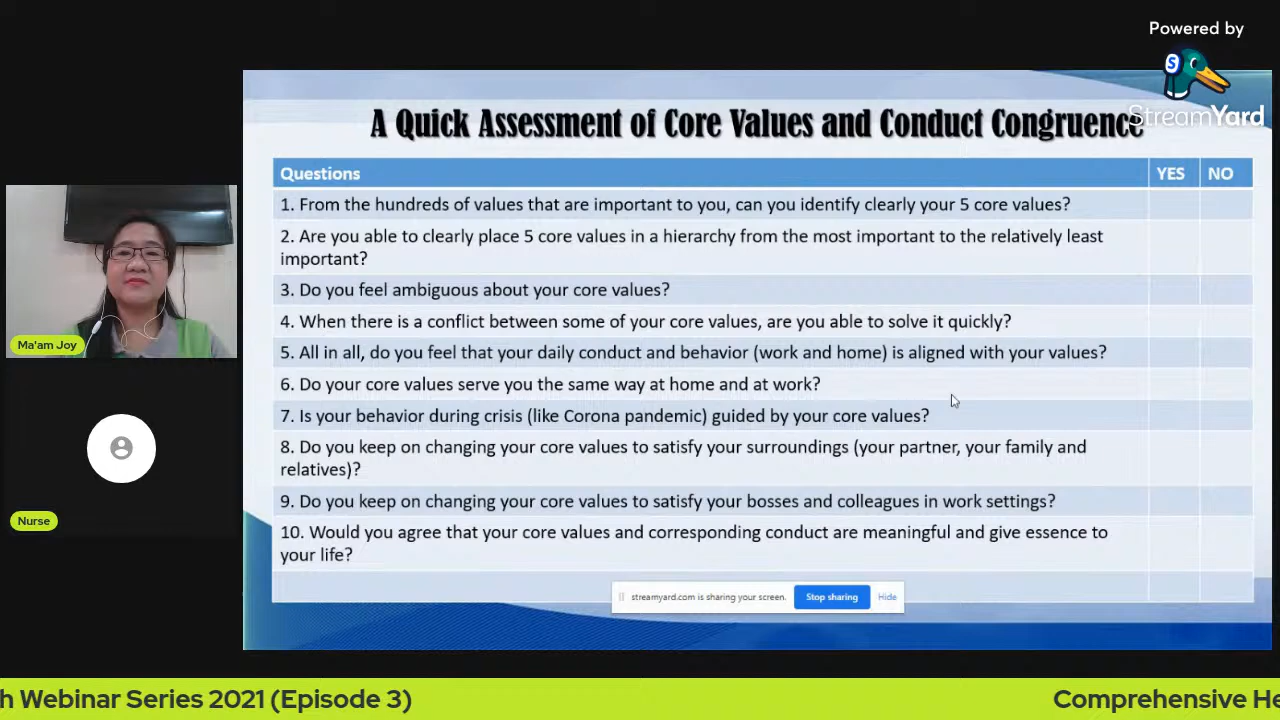 Powered by
StreamYard
A Quick Assessment of Core Values and Conduct Congruence
Questions YES NO
1. From the hundreds of values that are important to you, can you identify clearly your 5 core values?
2. Are you able to clearly place 5 core values in a hierarchy from the most important to the relatively least
important?
3. Do you feel ambiguous about your core values?
4. When there is a conflict between some of your core values, are you able to solve it quickly?
5. All in all, do you feel that your daily conduct and behavior (work and home) is aligned with your values?
6. Do your core values serve you the same way at home and at work?
7. Is your behavior during crisis (like Corona pandemic) guided by your core values?
8. Do you keep on changing your core values to satisfy your surroundings (your partner, your family and
relatives)?
9. Do you keep on changing your core values to satisfy your bosses and colleagues in work settings?
10. Would you agree that your core values and corresponding conduct are meaningful and give essence to
your life?
streamyard.com is sharing your screen. Stop sharing Hide
Ma'am Joy
Nurse
h Webinar Series 2021 (Episode 3) Comprehensive He